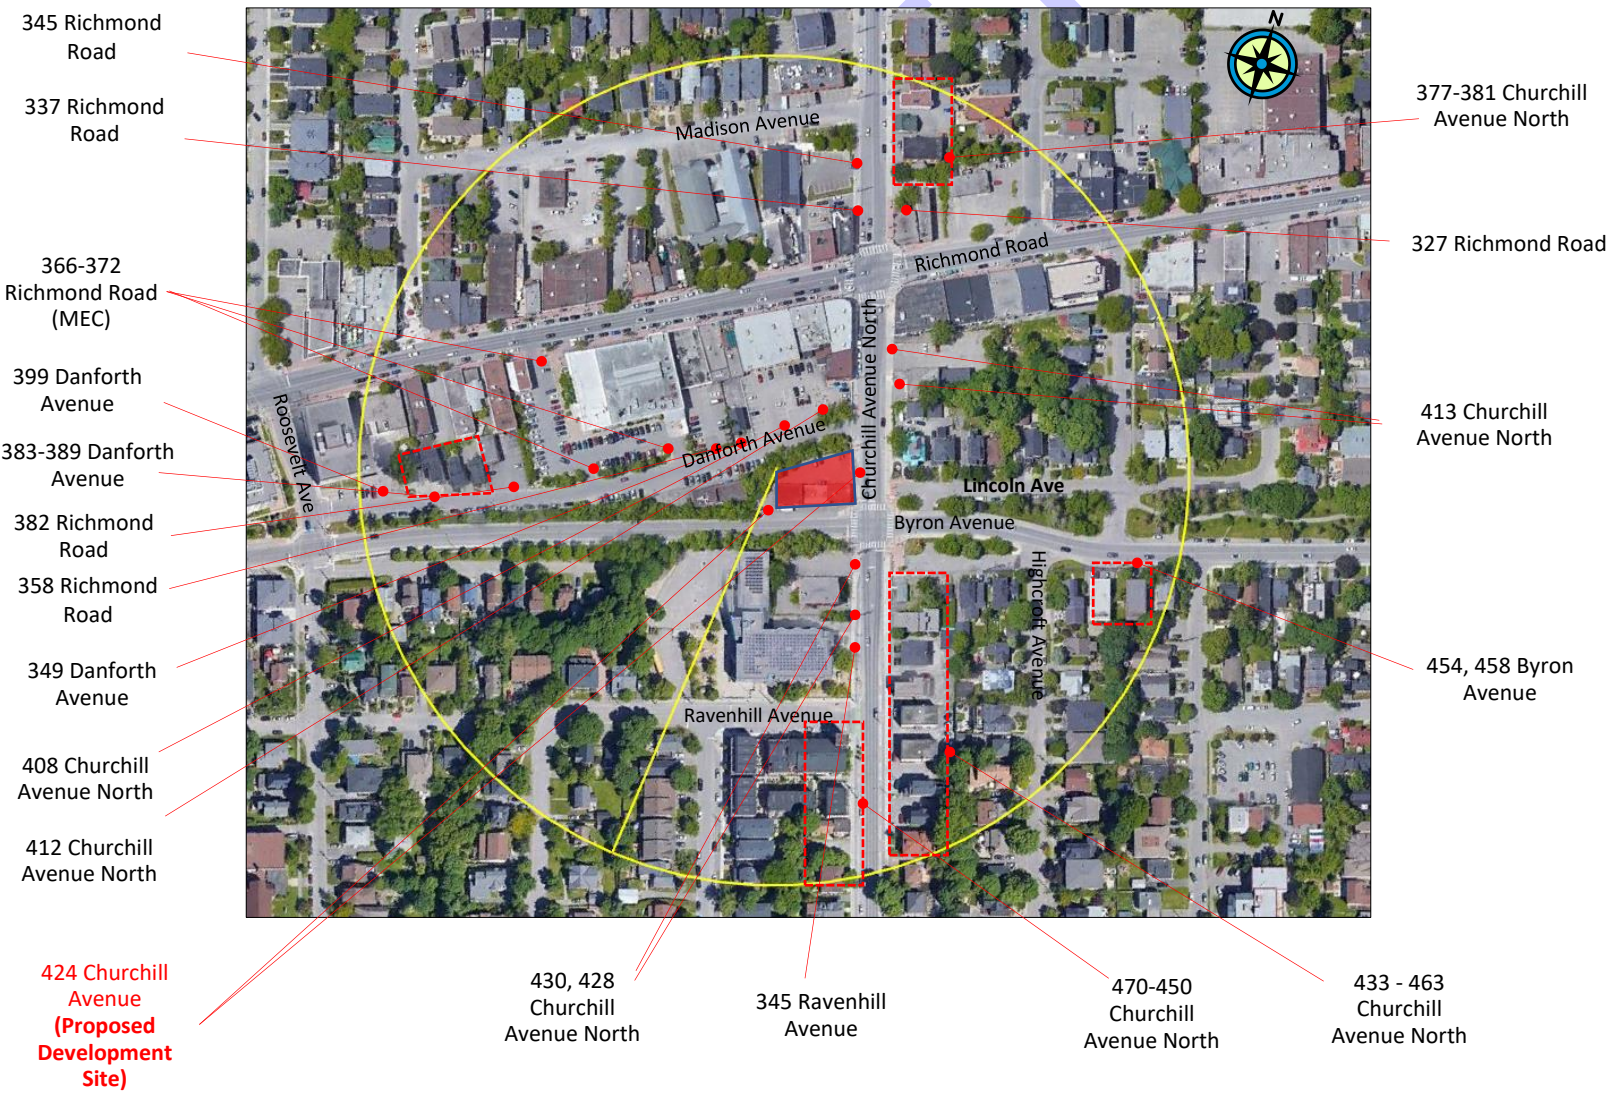 345 Richmond
Road
337 Richmond
Road
366-372
Richmond Road
(MEC)
399 Danforth
Avenue
383-389 Danforth
Avenue
382 Richmond
Road
358 Richmond
Road
349 Danforth
Avenue
408 Churchill
Avenue North
412 Churchill
Avenue North
424 Churchill
Avenue
(Proposed
Development
Site)
430, 428
Churchill
Avenue North
345 Ravenhill
Avenue
470-450
Churchill
Avenue North
433 - 463
Churchill
Avenue North
N
377-381 Churchill
Avenue North
327 Richmond Road
413 Churchill
Avenue North
454, 458 Byron
Avenue
Madison Avenue
Richmond Road
Churchill Avenue North
Roosevelt Ave
Danforth Avenue
Lincoln Ave
Byron Avenue
Highcroft Avenue
Ravenhill Avenue